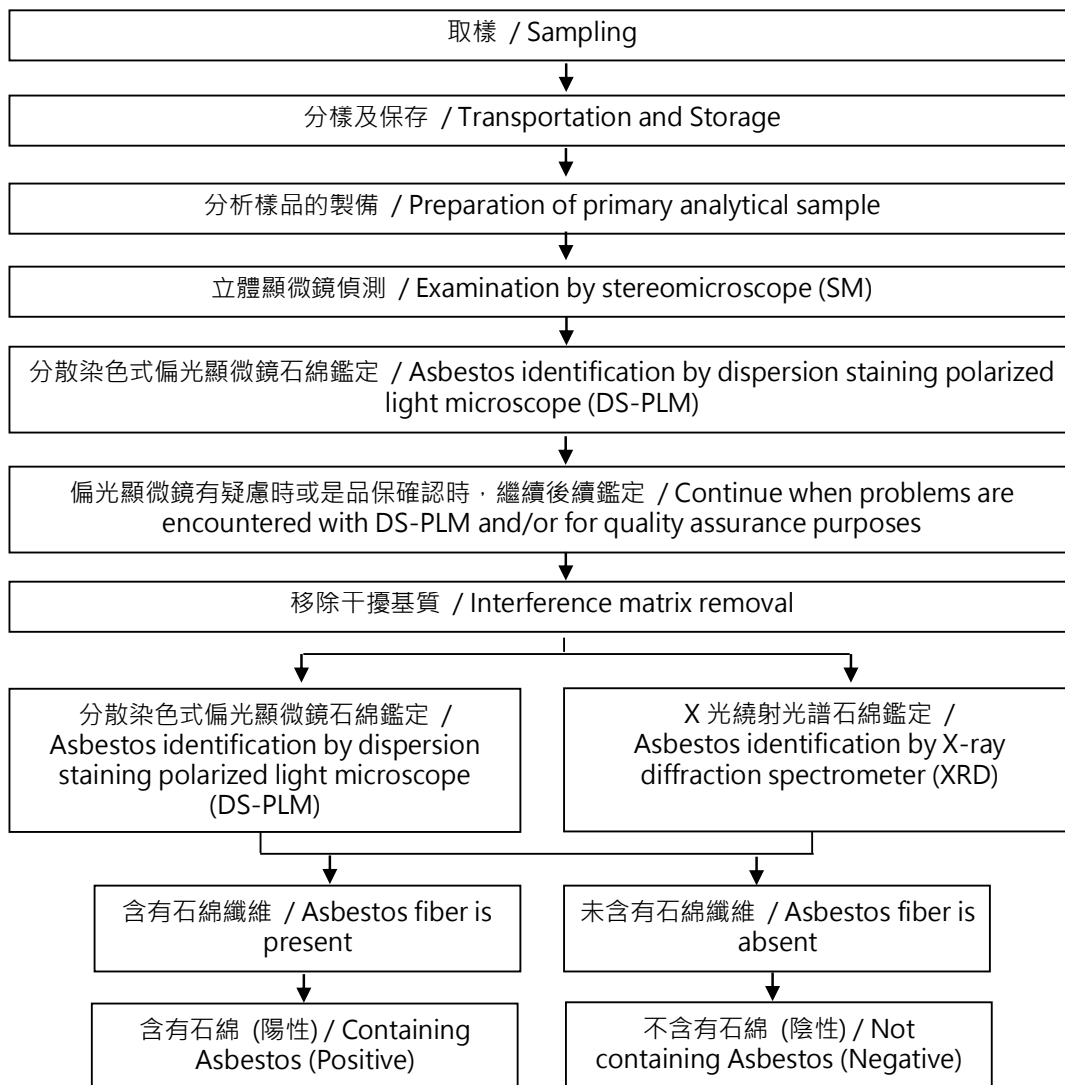 取樣 / Sampling
分樣及保存 / Transportation and Storage
分析樣品的製備 / Preparation of primary analytical sample
立體顯微鏡偵測 / Examination by stereomicroscope (SM)
分散染色式偏光顯微鏡石綿鑑定 / Asbestos identification by dispersion staining polarized
light microscope (DS-PLM)
偏光顯微鏡有疑慮時或是品保確認時，繼續後續鑑定 / Continue when problems are
encountered with DS-PLM and/or for quality assurance purposes
移除干擾基質 / Interference matrix removal
分散染色式偏光顯微鏡石綿鑑定 /
Asbestos identification by dispersion
staining polarized light microscope
(DS-PLM)
X 光繞射光譜石綿鑑定 /
Asbestos identification by X-ray
diffraction spectrometer (XRD)
含有石綿纖維 / Asbestos fiber is
present
未含有石綿纖維 / Asbestos fiber is
absent
含有石綿 (陽性) / Containing
Asbestos (Positive)
不含有石綿 (陰性) / Not
containing Asbestos (Negative)